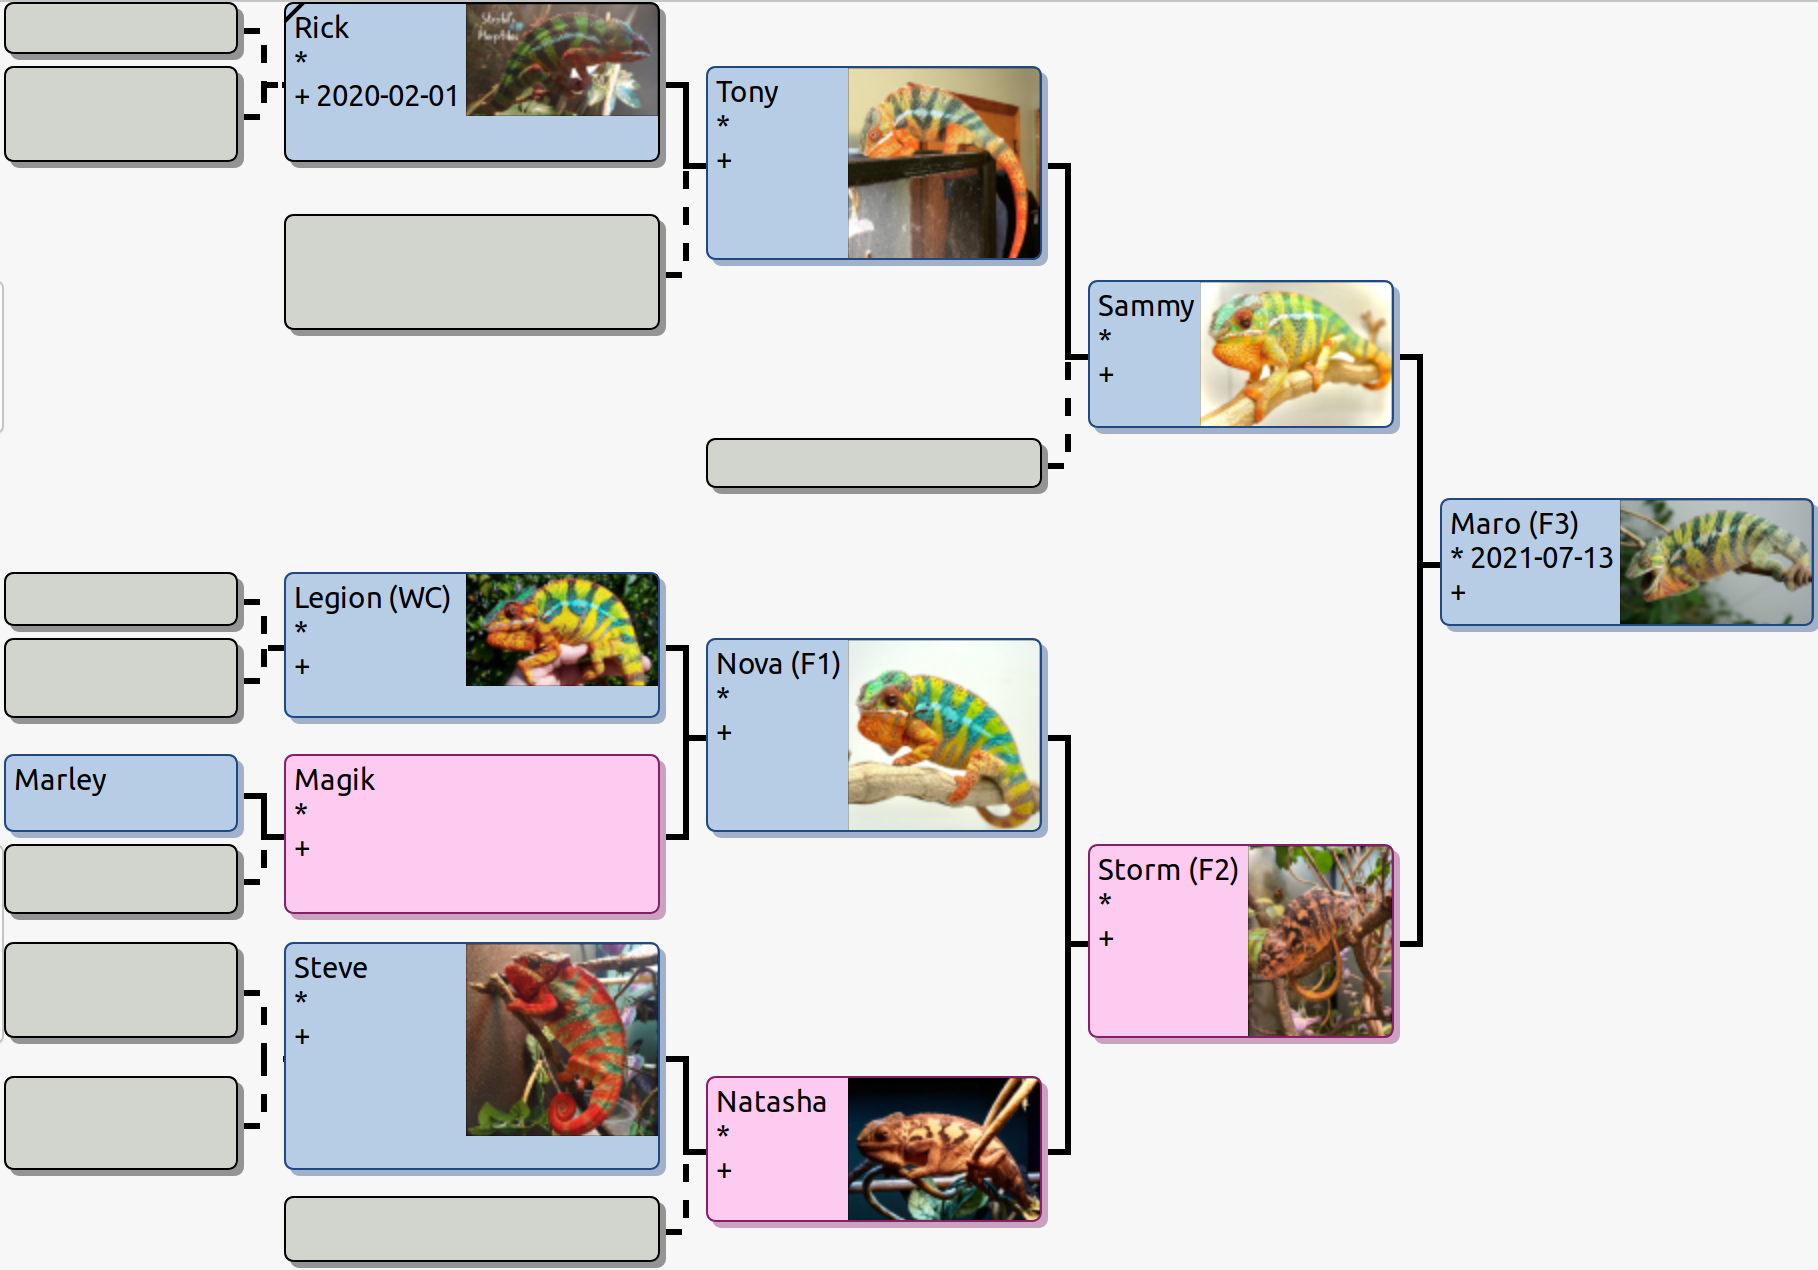 Rick
*
+ 2020-02-01
Tony
*
+
Sammy
*
+
Maro (F3)
* 2021-07-13
+
Legion (WC)
*
+
Nova (F1)
*
+
Marley
Magik
*
+
Storm (F2)
*
+
Steve
*
+
Natasha
*
+